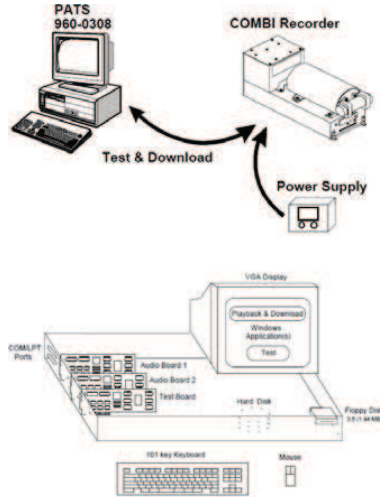 PATS
960-0308
COMBI Recorder
Test & Download
Power Supply
VGA Display
Playback & Download
Windows
Application(s)
Test
COM/LPT
Ports
Audio Board 1
Audio Board 2
Test Board
Hard Disk
Floppy Disk
3.5 (1.44 MB)
101 key Keyboard
Mouse